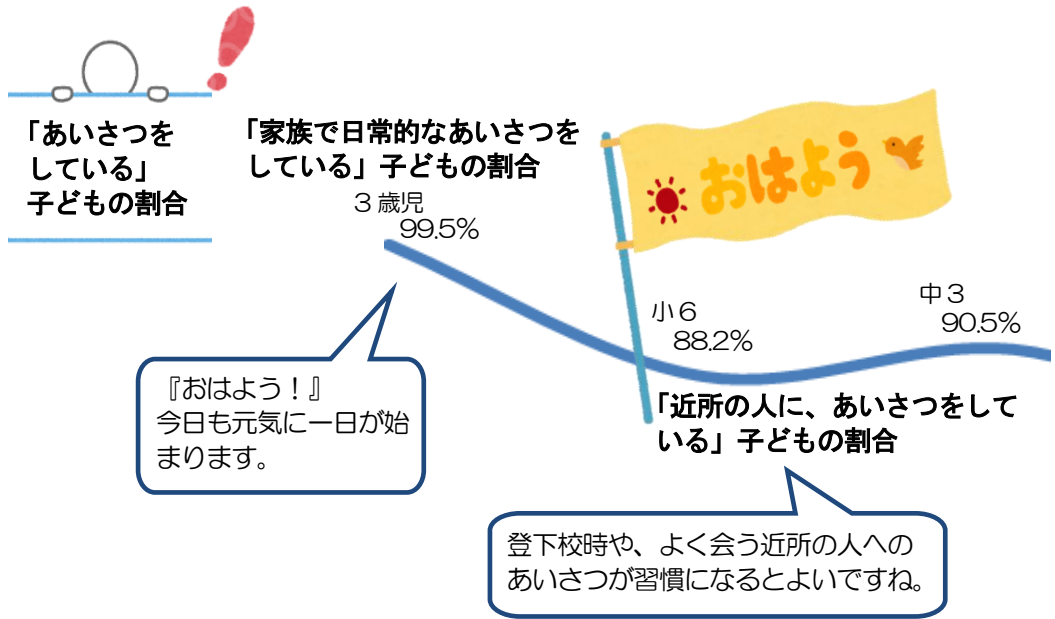 「あいさつを
している」
子どもの割合
「家族で日常的なあいさつを
している」子どもの割合
3歳児
99.5%
おはよう
小6
88.2%
中3
90.5%
『おはよう！』
今日も元気に一日が始
まります。
「近所の人に、あいさつをして
いる」子どもの割合
登下校時や、よく会う近所の人への
あいさつが習慣になるとよいですね。